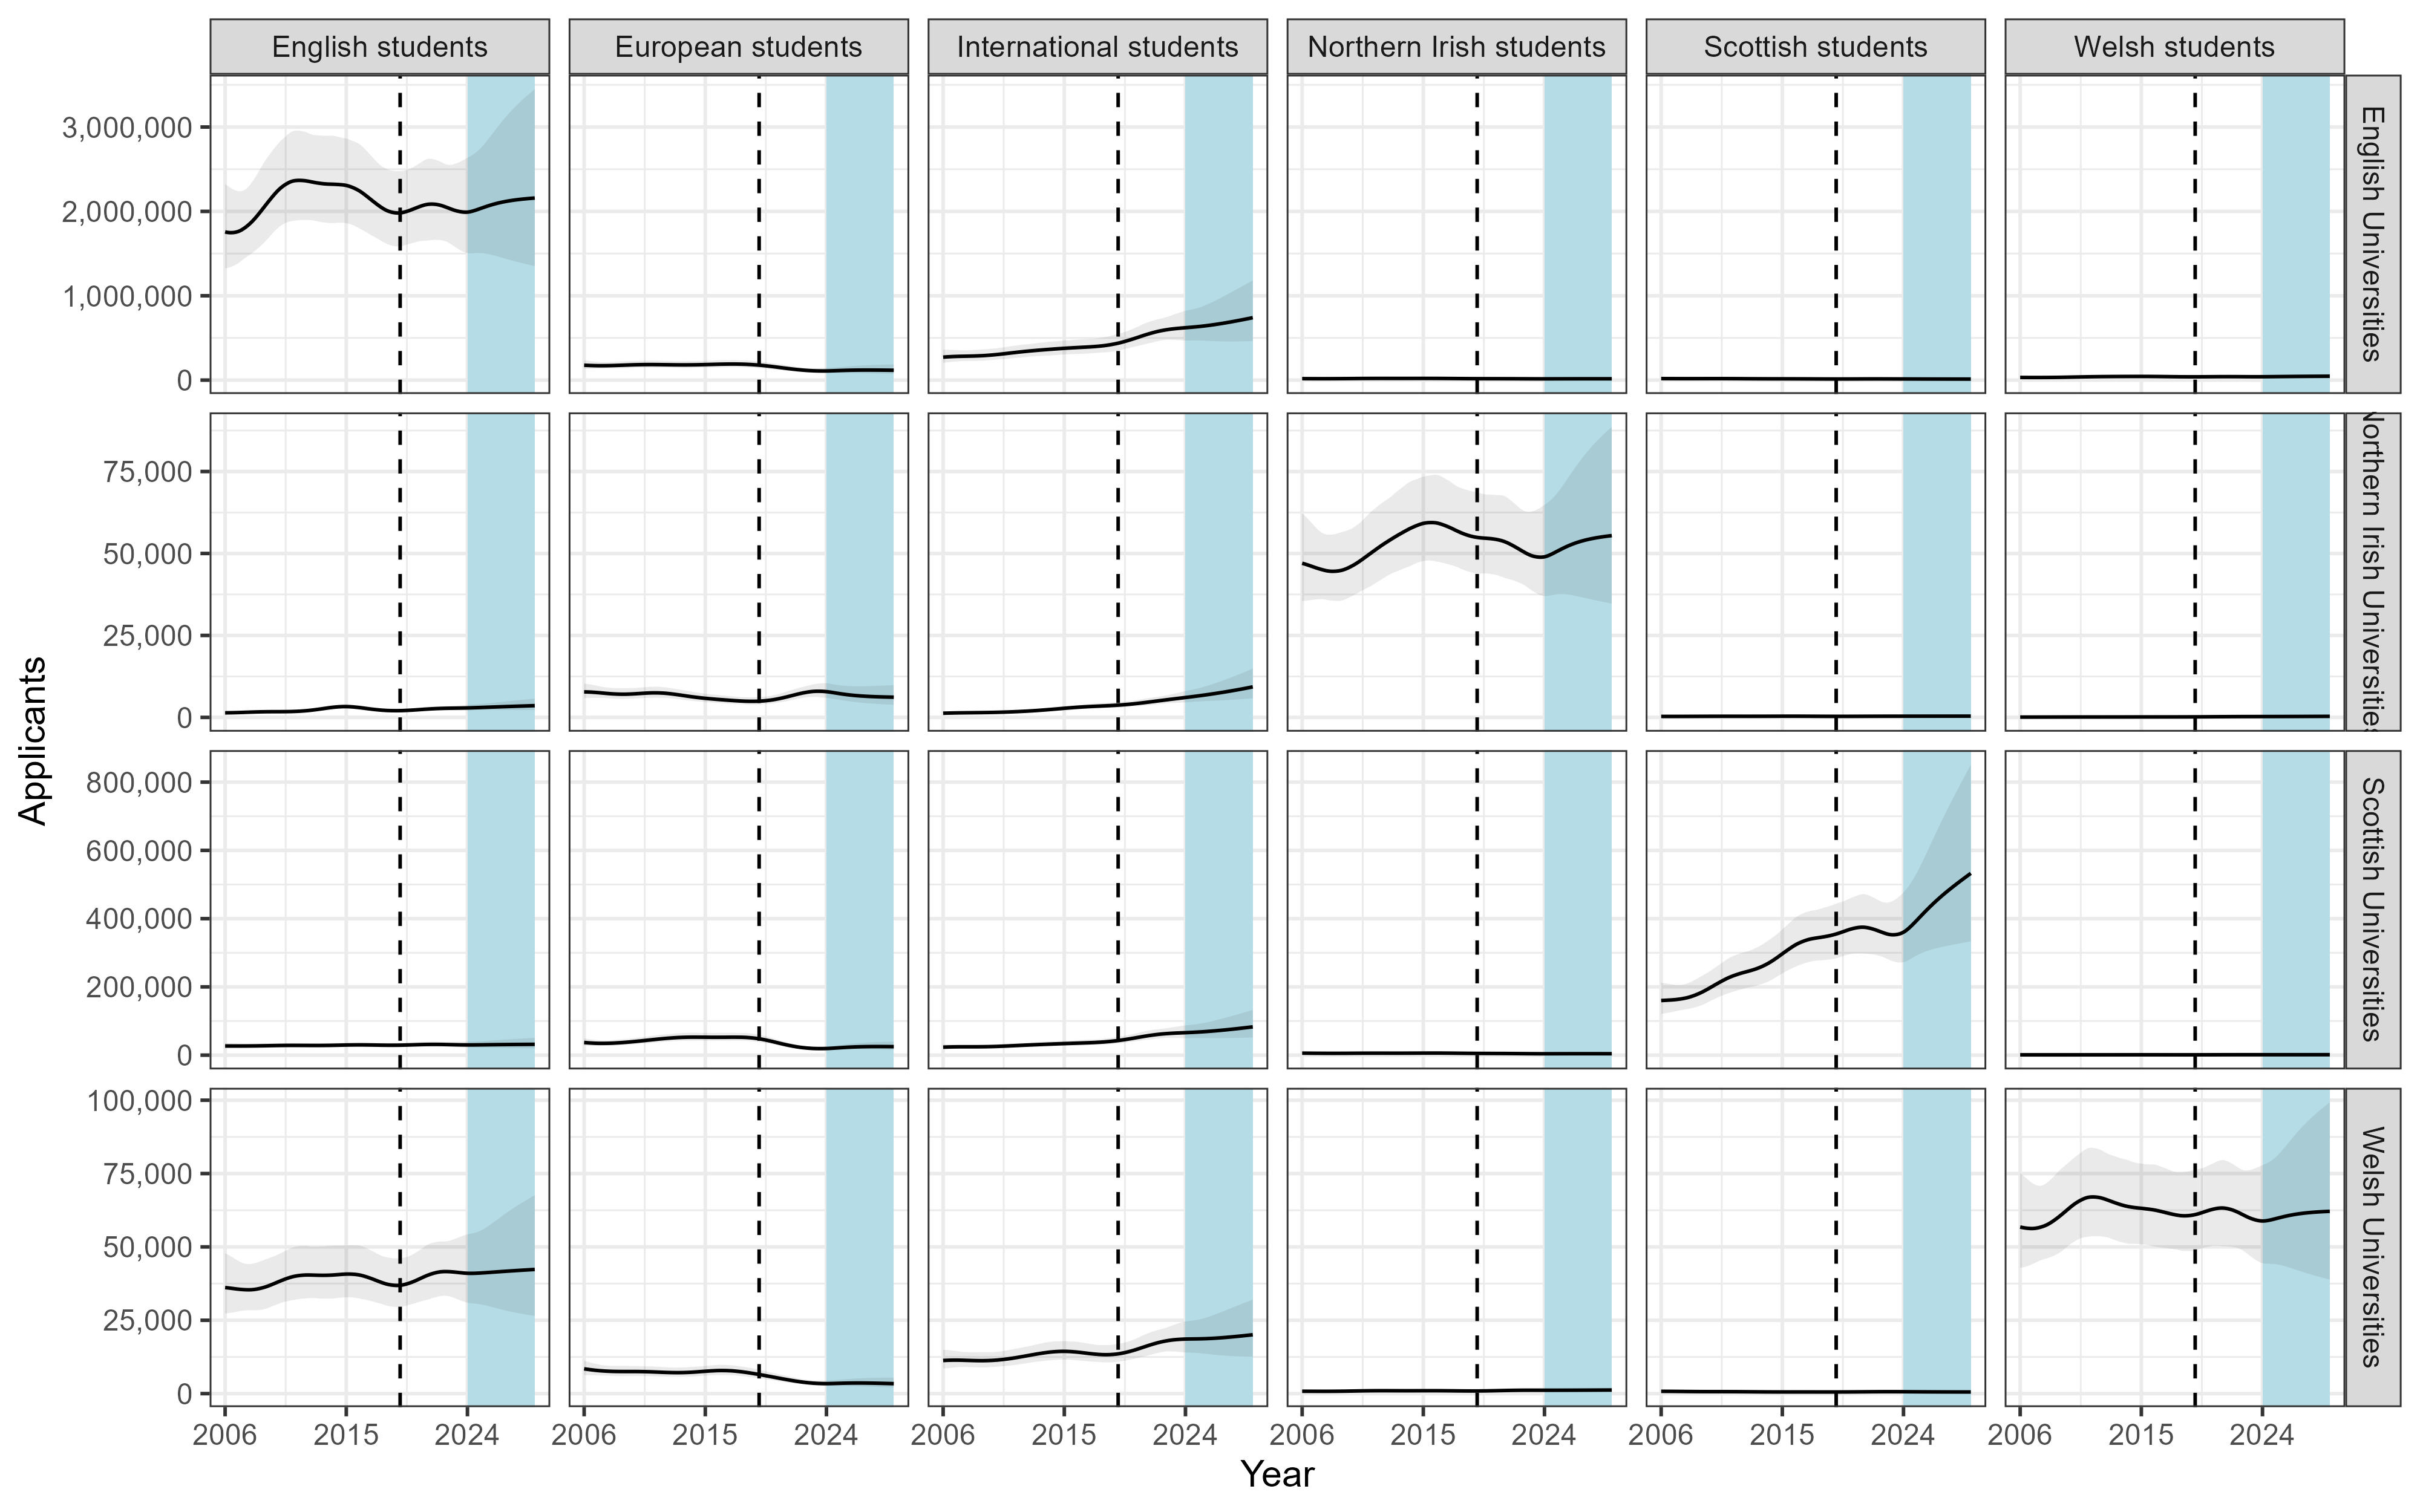 English students
European students
International students
Northern Irish students
Scottish students
Welsh students
3,000,000
2,000,000
1,000,000
0
English Universities
75,000
50,000
25,000
0
Northern Irish Universities
800,000
600,000
400,000
200,000
0
Scottish Universities
100,000
75,000
50,000
25,000
0
Welsh Universities
Applicants
2006 2015 2024 2006 2015 2024 2006 2015 2024 2006 2015 2024 2006 2015 2024 2006 2015 2024
Year